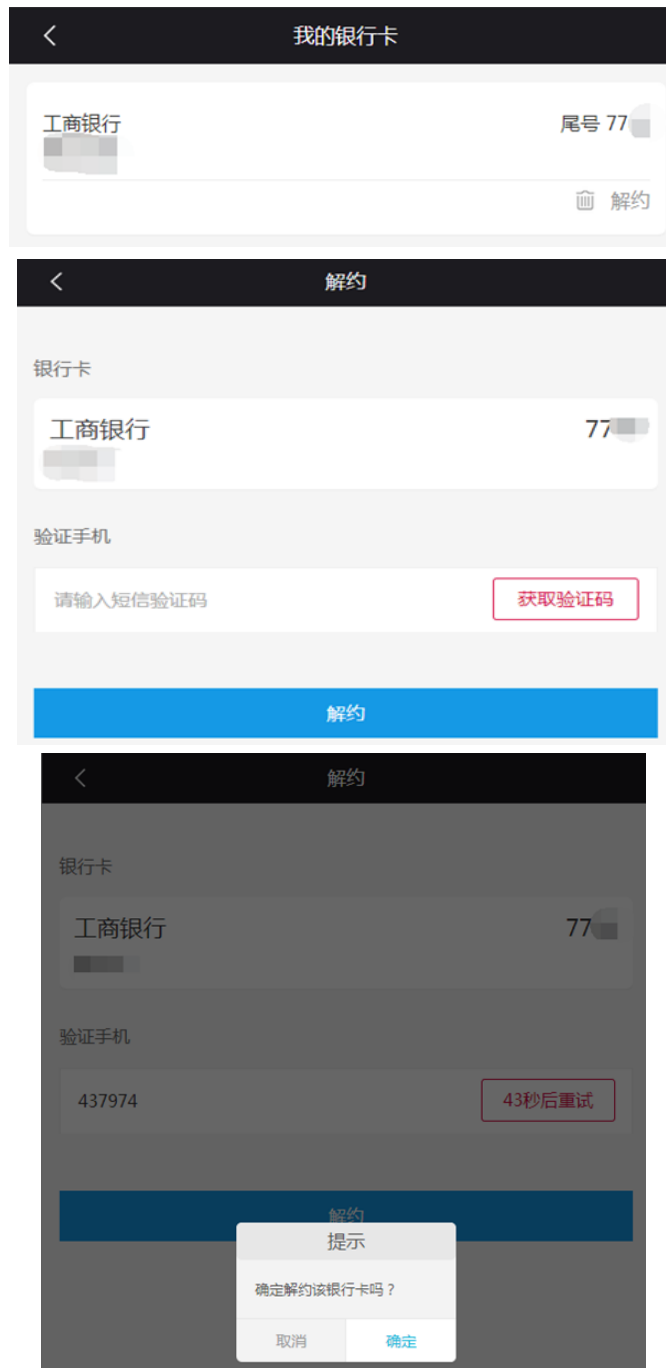 我的银行卡
工商银行 尾号 77
解约
解约
银行卡
工商银行 77
验证手机
请输入短信验证码 获取验证码
解约
解约
银行卡
工商银行 77
验证手机
437974 43秒后重试
解约
提示
确定解约该银行卡吗？
取消 确定